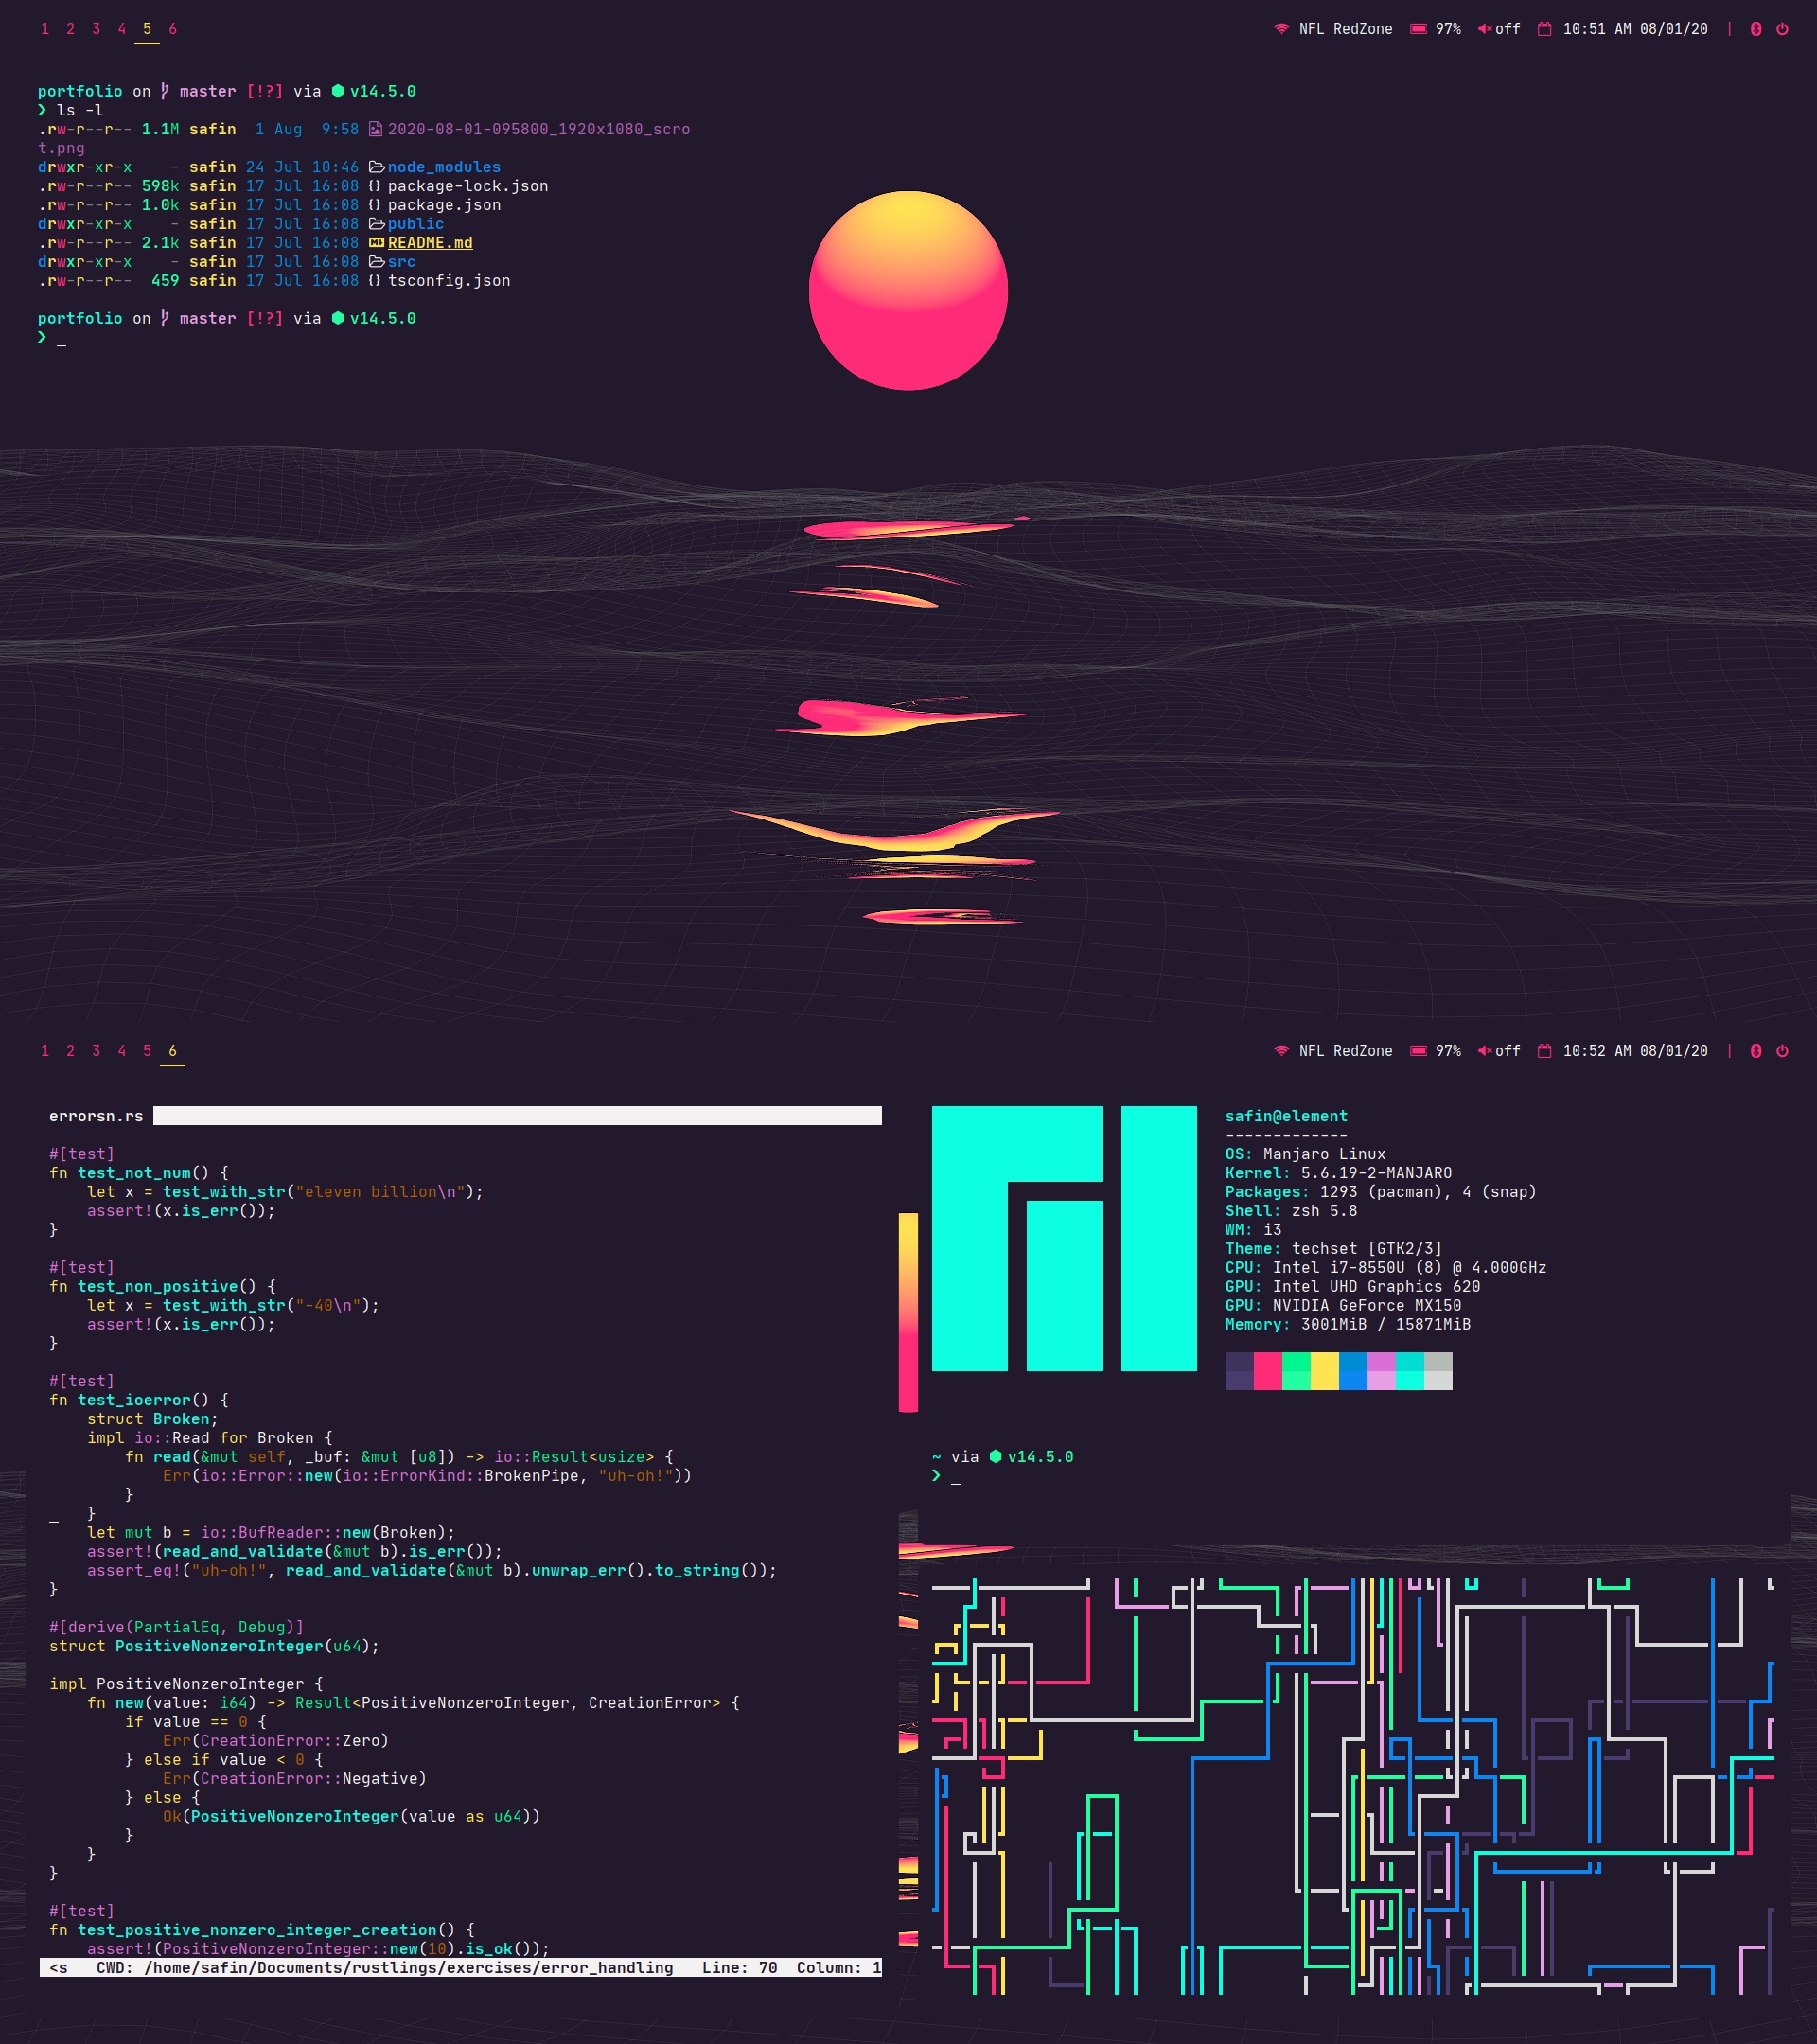 1 2 3 4 5 6
NFL RedZone 97% off 10:51 AM 08/01/20 |
portfolio on master [!?] via v14.5.0
❯ ls -l
.rw-r--r-- 1.1M safin  1 Aug  9:58 2020-08-01-095800_1920x1080_scro
t.png
drwxr-xr-x    - safin 24 Jul 10:46 node_modules
.rw-r--r-- 598k safin 17 Jul 16:08 {} package-lock.json
.rw-r--r-- 1.0k safin 17 Jul 16:08 {} package.json
drwxr-xr-x    - safin 17 Jul 16:08 public
.rw-r--r-- 2.1k safin 17 Jul 16:08 README.md
drwxr-xr-x    - safin 17 Jul 16:08 src
.rw-r--r--  459 safin 17 Jul 16:08 {} tsconfig.json
portfolio on master [!?] via v14.5.0
❯ _
1 2 3 4 5 6
NFL RedZone 97% off 10:52 AM 08/01/20 |
errorsn.rs
#[test]
fn test_not_num() {
    let x = test_with_str("eleven billion\n");
    assert!(x.is_err());
}
#[test]
fn test_non_positive() {
    let x = test_with_str("-40\n");
    assert!(x.is_err());
}
#[test]
fn test_ioerror() {
    struct Broken;
    impl io::Read for Broken {
        fn read(&mut self, _buf: &mut [u8]) -> io::Result<usize> {
            Err(io::Error::new(io::ErrorKind::BrokenPipe, "uh-oh!"))
        }
_   }
    let mut b = io::BufReader::new(Broken);
    assert!(read_and_validate(&mut b).is_err());
    assert_eq!("uh-oh!", read_and_validate(&mut b).unwrap_err().to_string());
}
#[derive(PartialEq, Debug)]
struct PositiveNonzeroInteger(u64);
impl PositiveNonzeroInteger {
    fn new(value: i64) -> Result<PositiveNonzeroInteger, CreationError> {
        if value == 0 {
            Err(CreationError::Zero)
        } else if value < 0 {
            Err(CreationError::Negative)
        } else {
            Ok(PositiveNonzeroInteger(value as u64))
        }
    }
}
#[test]
fn test_positive_nonzero_integer_creation() {
    assert!(PositiveNonzeroInteger::new(10).is_ok());
<s   CWD: /home/safin/Documents/rustlings/exercises/error_handling   Line: 70  Column: 1
safin@element
-------------
OS: Manjaro Linux
Kernel: 5.6.19-2-MANJARO
Packages: 1293 (pacman), 4 (snap)
Shell: zsh 5.8
WM: i3
Theme: techset [GTK2/3]
CPU: Intel i7-8550U (8) @ 4.000GHz
GPU: Intel UHD Graphics 620
GPU: NVIDIA GeForce MX150
Memory: 3001MiB / 15871MiB
~ via v14.5.0
❯ _